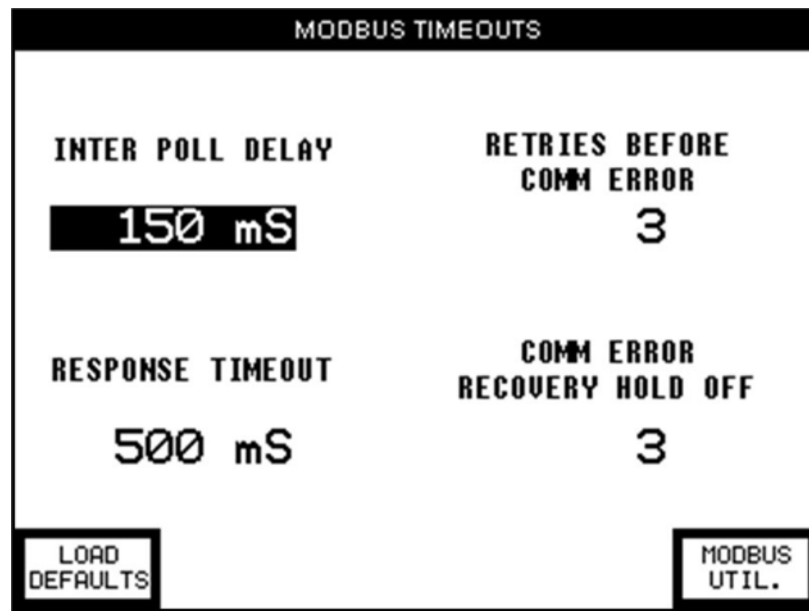 MODBUS TIMEOUTS
INTER POLL DELAY
150 mS
RETRIES BEFORE
COMM ERROR
3
RESPONSE TIMEOUT
500 mS
COMM ERROR
RECOVERY HOLD OFF
3
LOAD
DEFAULTS
MODBUS
UTIL.